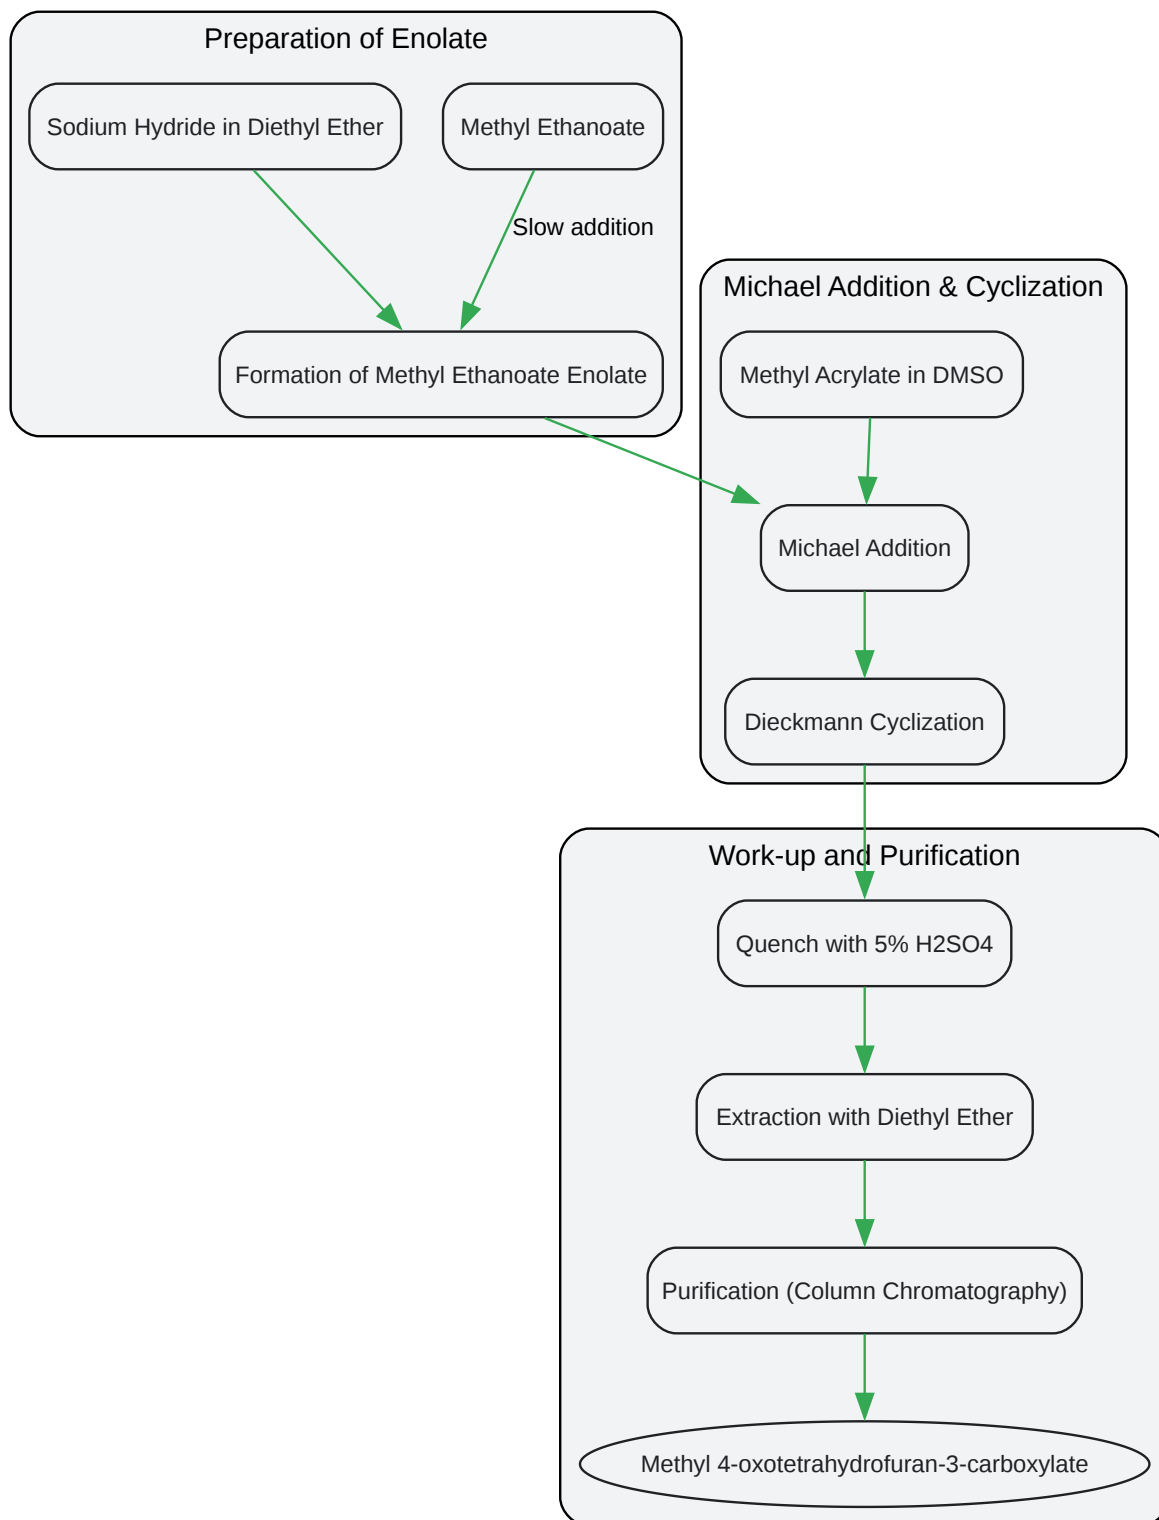 Preparation of Enolate
Sodium Hydride in Diethyl Ether
Methyl Ethanoate
Slow addition
Formation of Methyl Ethanoate Enolate
Michael Addition & Cyclization
Methyl Acrylate in DMSO
Michael Addition
Dieckmann Cyclization
Work-up and Purification
Quench with 5% H2SO4
Extraction with Diethyl Ether
Purification (Column Chromatography)
Methyl 4-oxotetrahydrofuran-3-carboxylate